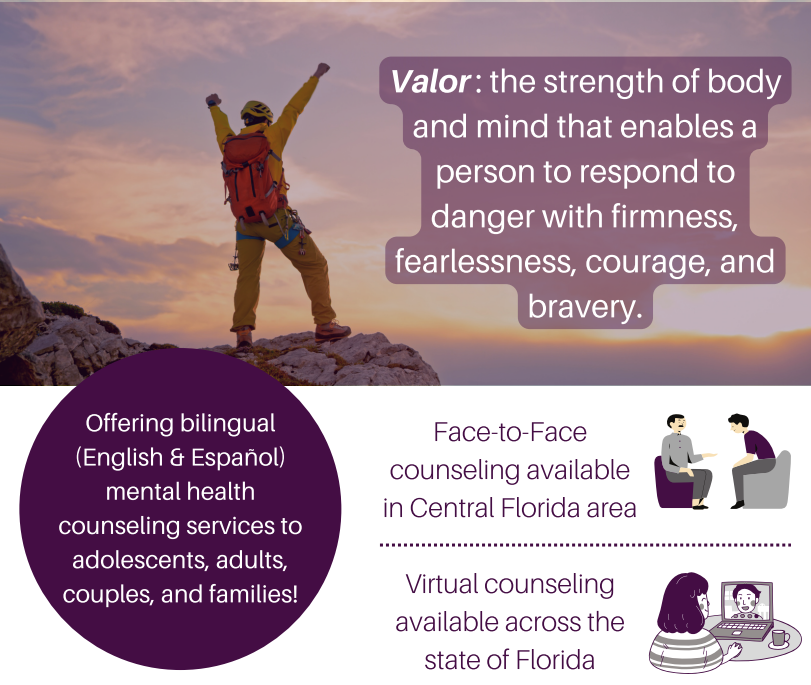 Valor: the strength of body
and mind that enables a
person to respond to
danger with firmness,
fearlessness, courage, and
bravery.
Offering bilingual
(English & Español)
mental health
counseling services to
adolescents, adults,
couples, and families!
Face-to-Face
counseling available
in Central Florida area
Virtual counseling
available across the
state of Florida